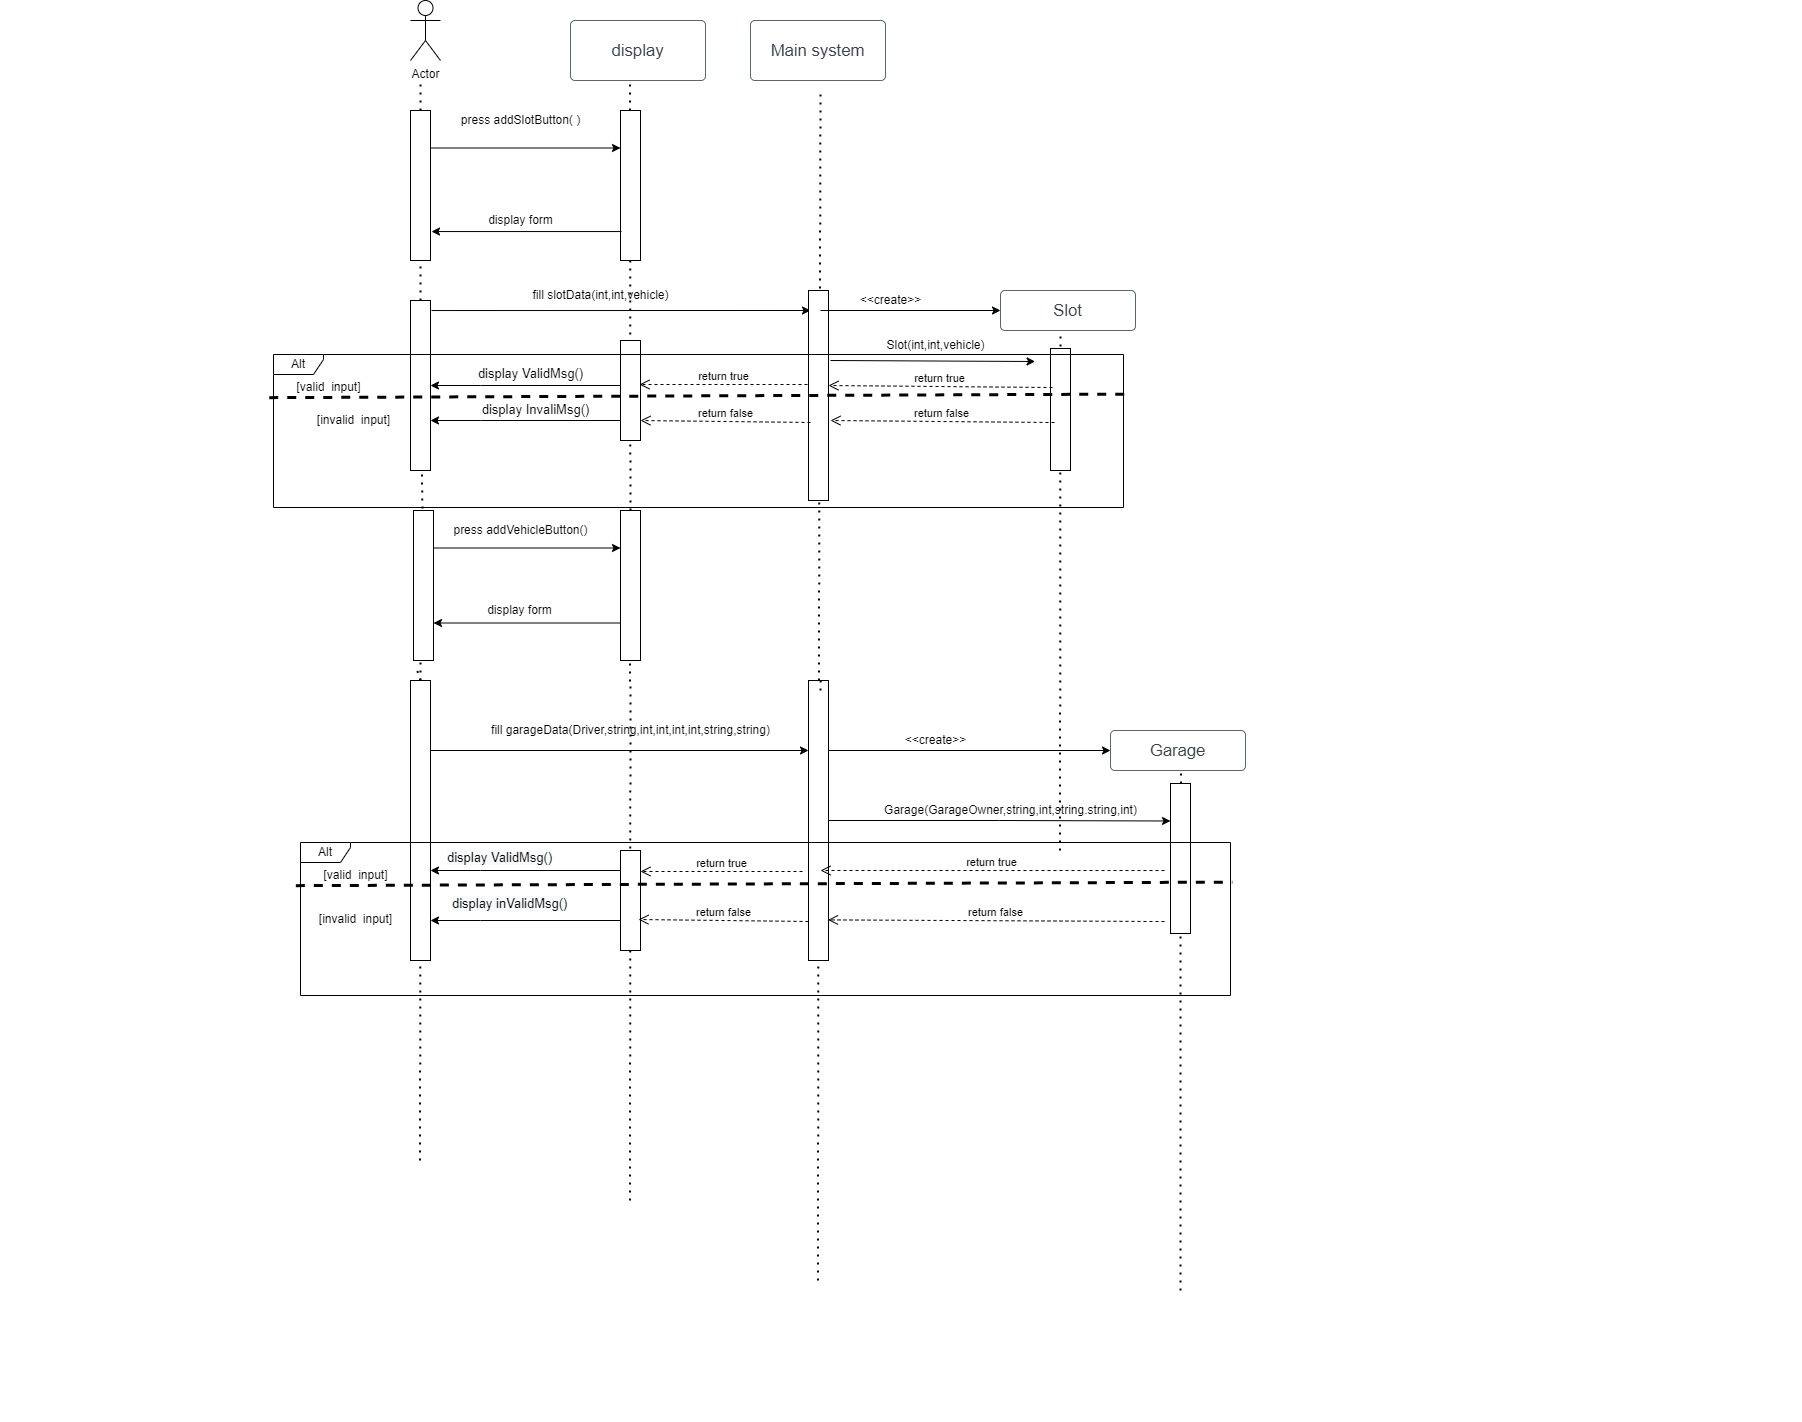 Actor
display
Main system
press addSlotButton( )
display form
fill slotData(int,int,vehicle)
<<create>>
Slot
Slot(int,int,vehicle)
Alt
[valid input]
display ValidMsg()
return true
return true
[invalid input]
display InvaliMsg()
return false
return false
press addVehicleButton()
display form
fill garageData(Driver,string,int,int,int,int,string,string)
<<create>>
Garage
Garage(GarageOwner,string,int,string.string,int)
Alt
[valid input]
display ValidMsg()
return true
return true
[invalid input]
display inValidMsg()
return false
return false